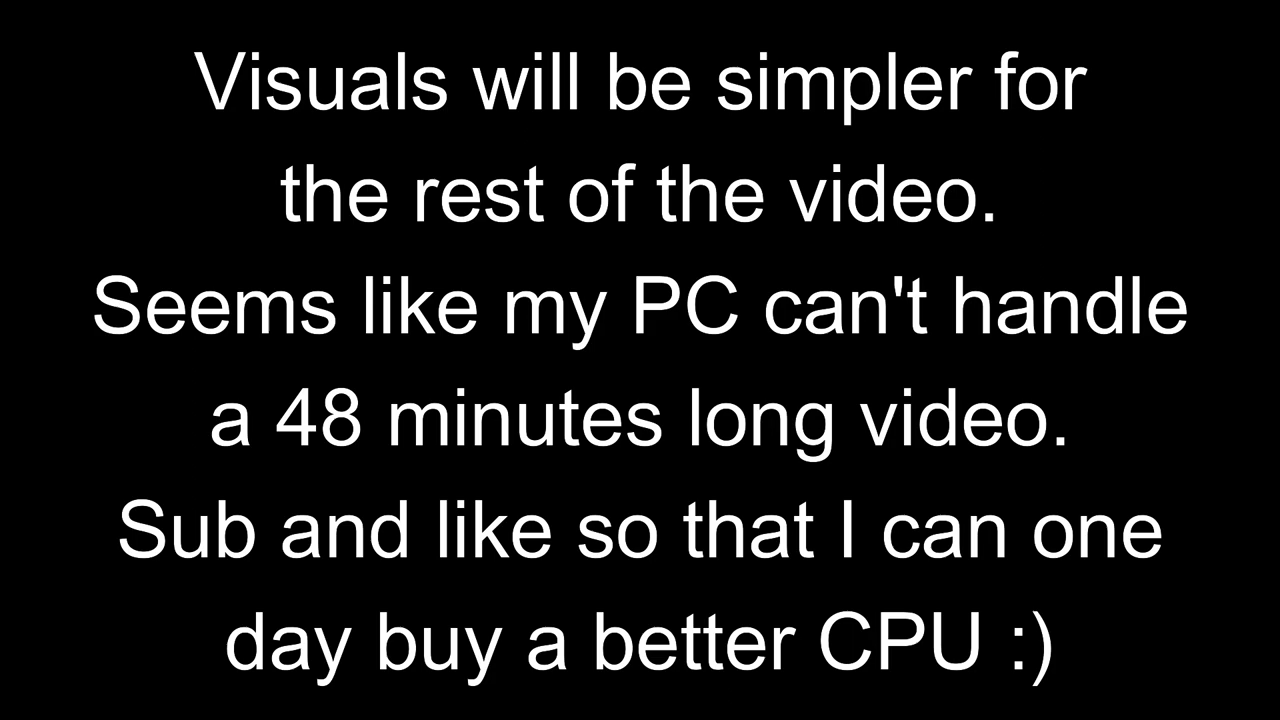 Visuals will be simpler for
the rest of the video.
Seems like my PC can't handle
a 48 minutes long video.
Sub and like so that I can one
day buy a better CPU :)